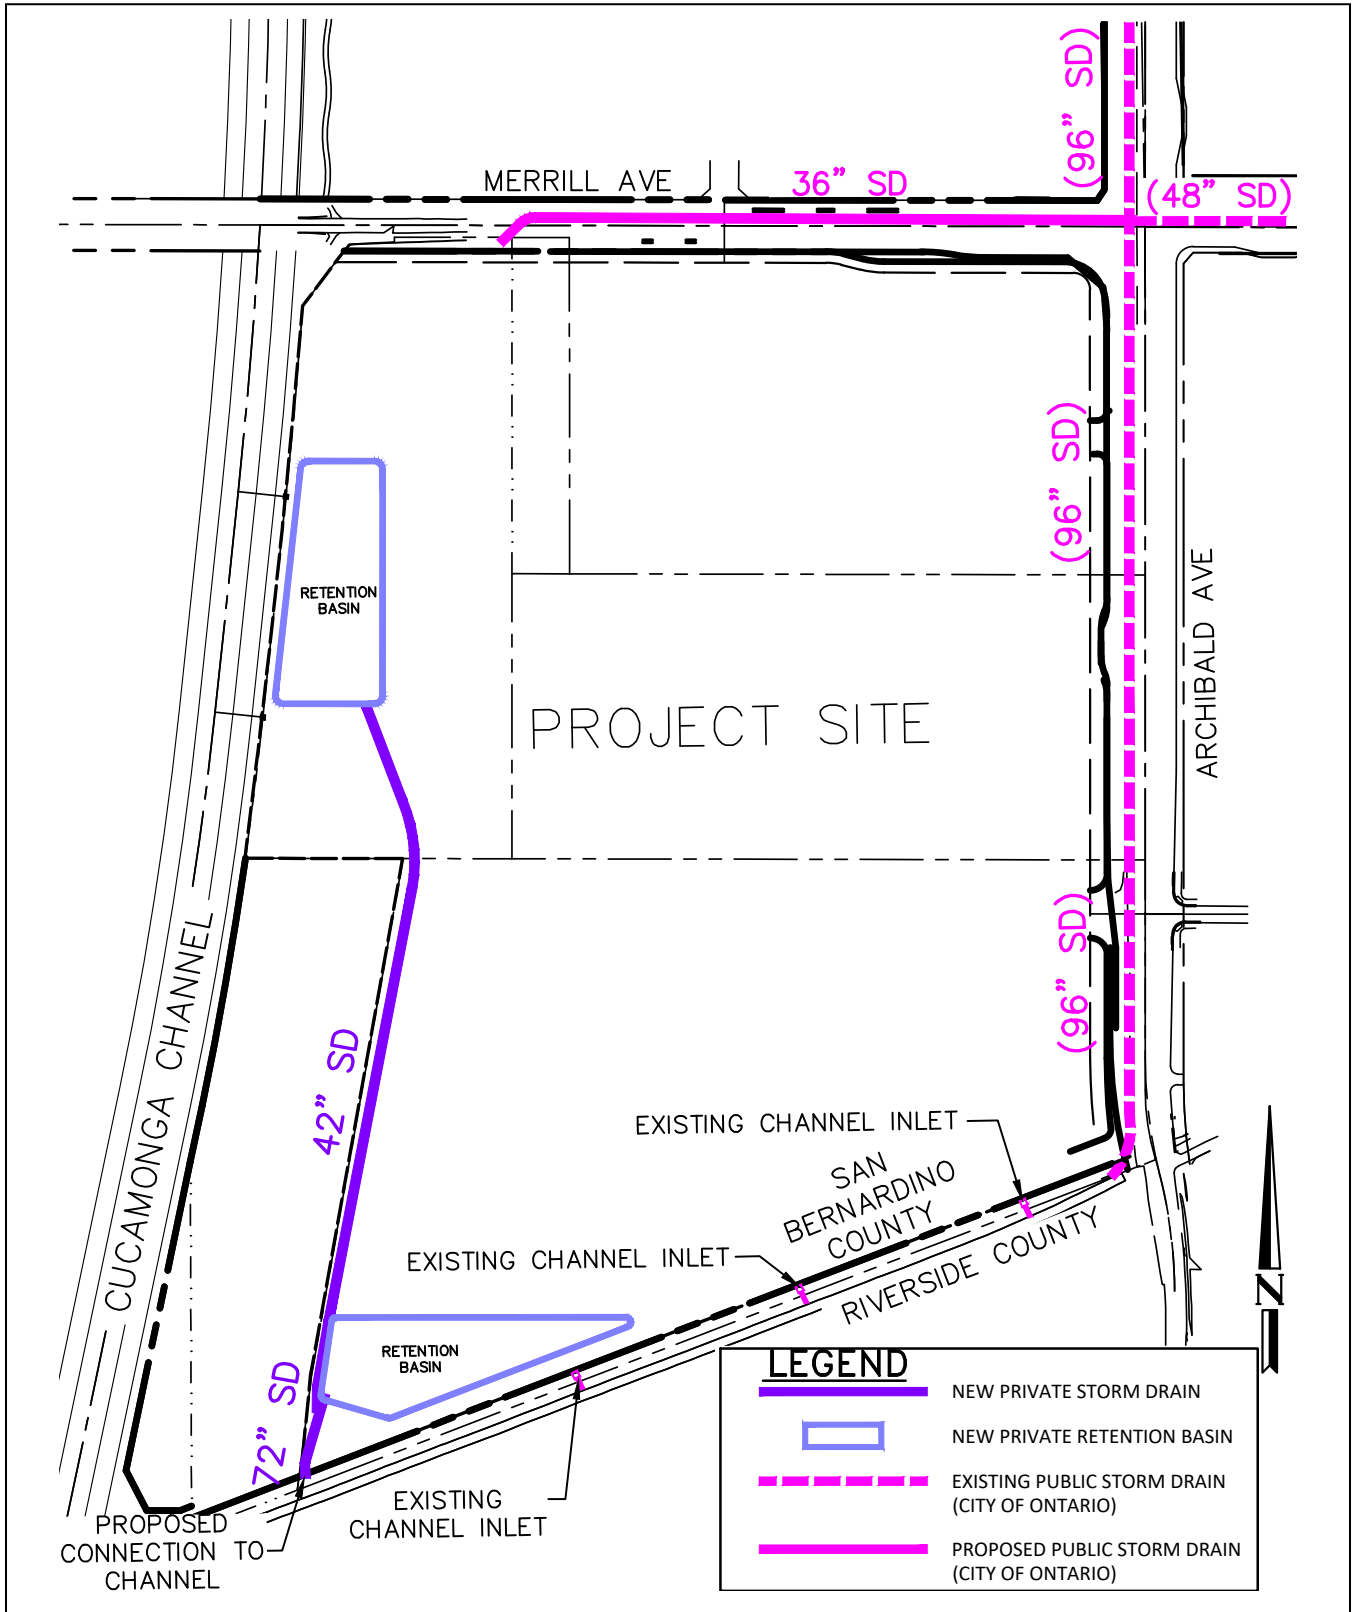 (96" SD)
MERRILL AVE
36" SD
(48" SD)
(96" SD)
RETENTION
BASIN
ARCHIBALD AVE
PROJECT SITE
CUCAMONGA CHANNEL
(96" SD)
42" SD
EXISTING CHANNEL INLET
SAN
BERNARDINO
COUNTY
EXISTING CHANNEL INLET
RIVERSIDE COUNTY
N
RETENTION
BASIN
72" SD
EXISTING
CHANNEL INLET
PROPOSED
CONNECTION TO
CHANNEL
LEGEND
NEW PRIVATE STORM DRAIN
NEW PRIVATE RETENTION BASIN
EXISTING PUBLIC STORM DRAIN
(CITY OF ONTARIO)
PROPOSED PUBLIC STORM DRAIN
(CITY OF ONTARIO)